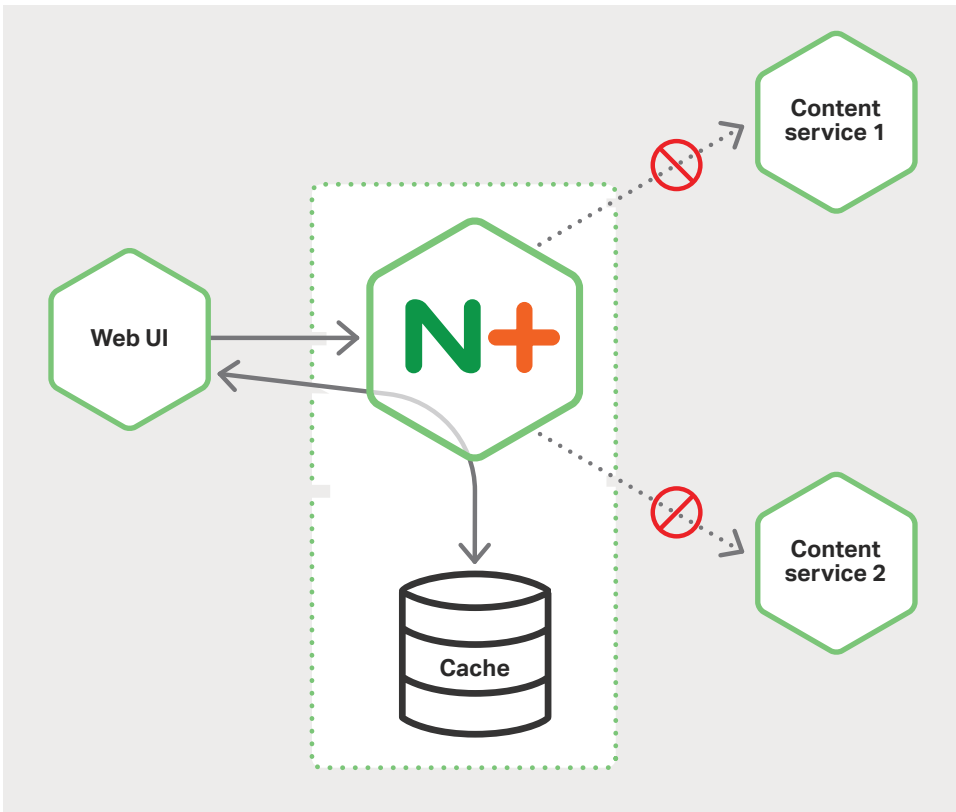 Content
service 1
Web UI
N+
Cache
Content
service 2